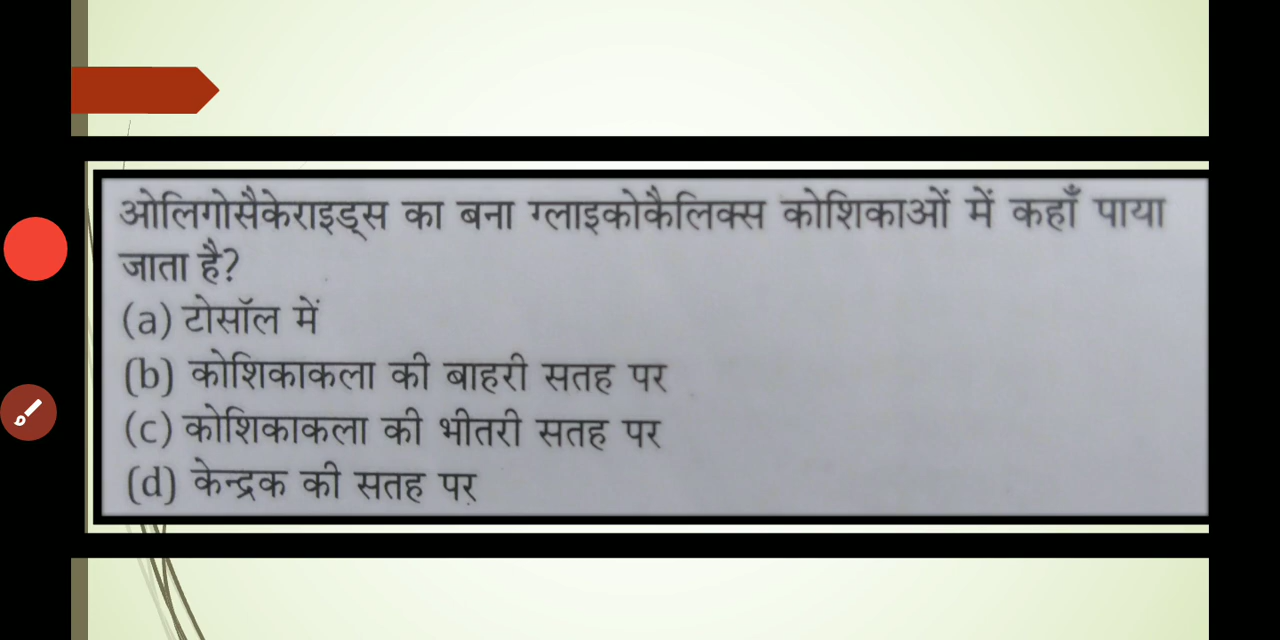 ओलिगोसैकेराइड्स का बना ग्लाइकोकैलिक्स कोशिकाओं में कहाँ पाया
जाता है?
(a) टोसॉल में
(b) कोशिकाकला की बाहरी सतह पर
(c) कोशिकाकला की भीतरी सतह पर
(d) केन्द्रक की सतह पर